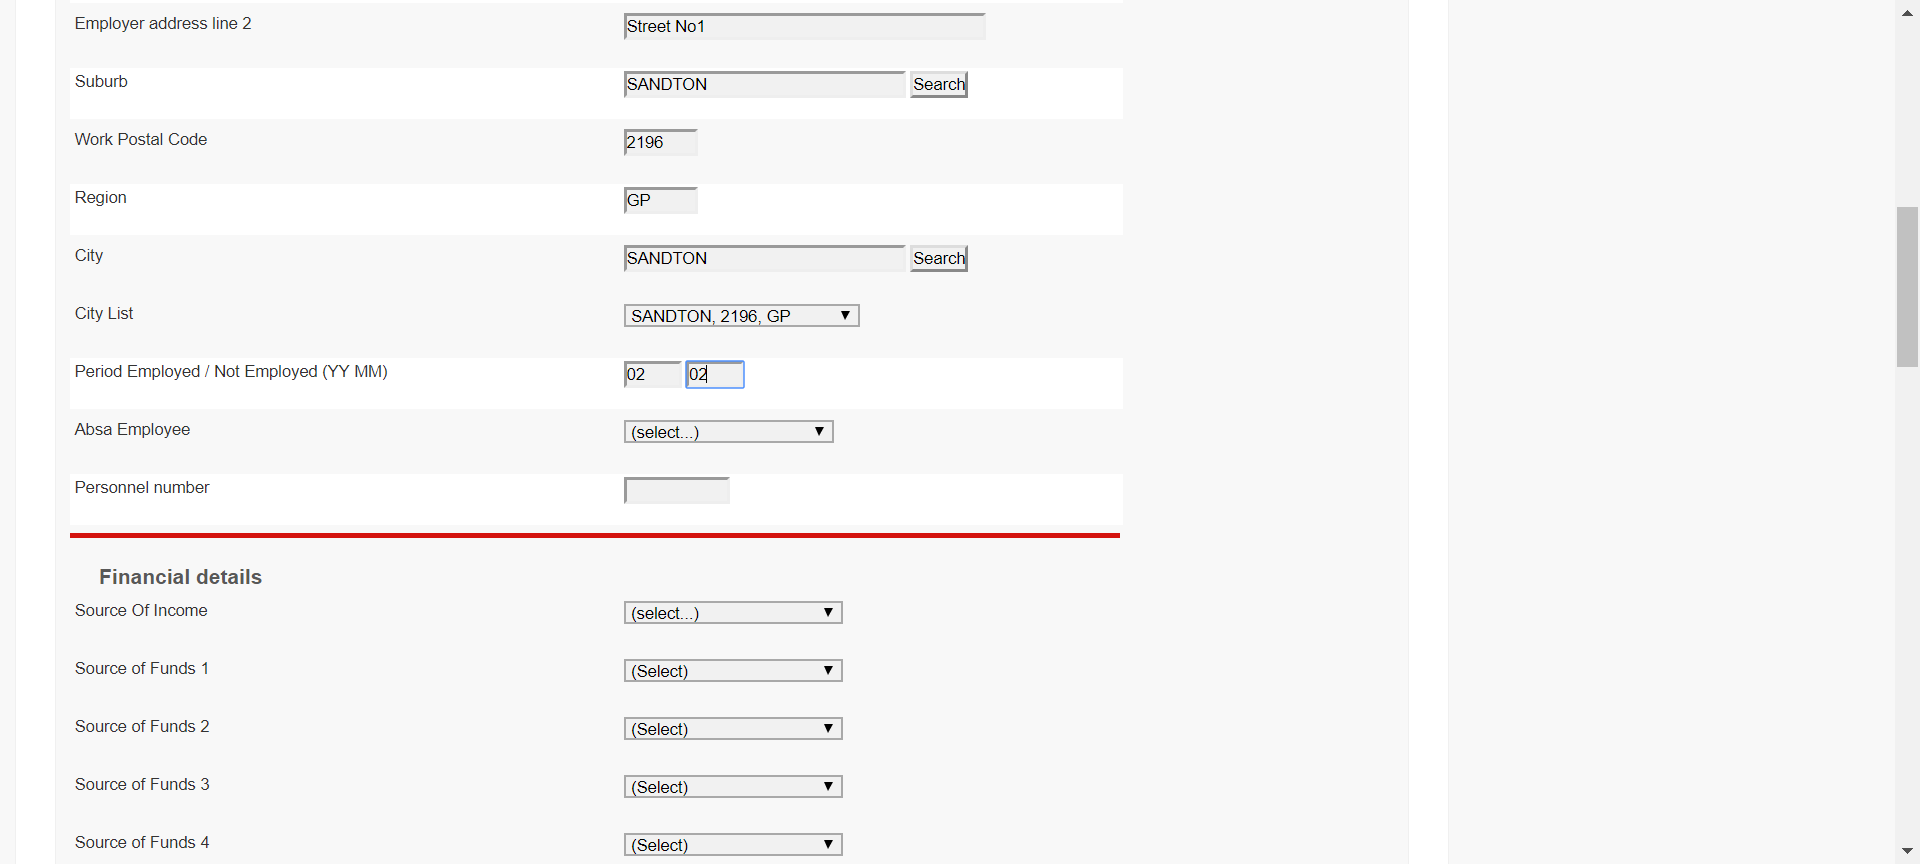 Employer address line 2 Street No1
Suburb SANDTON Search
Work Postal Code 2196
Region GP
City SANDTON Search
City List SANDTON, 2196, GP
Period Employed / Not Employed (YY MM) 02 02
Absa Employee (select...)
Personnel number
Financial details
Source Of Income (select...)
Source of Funds 1 (Select)
Source of Funds 2 (Select)
Source of Funds 3 (Select)
Source of Funds 4 (Select)